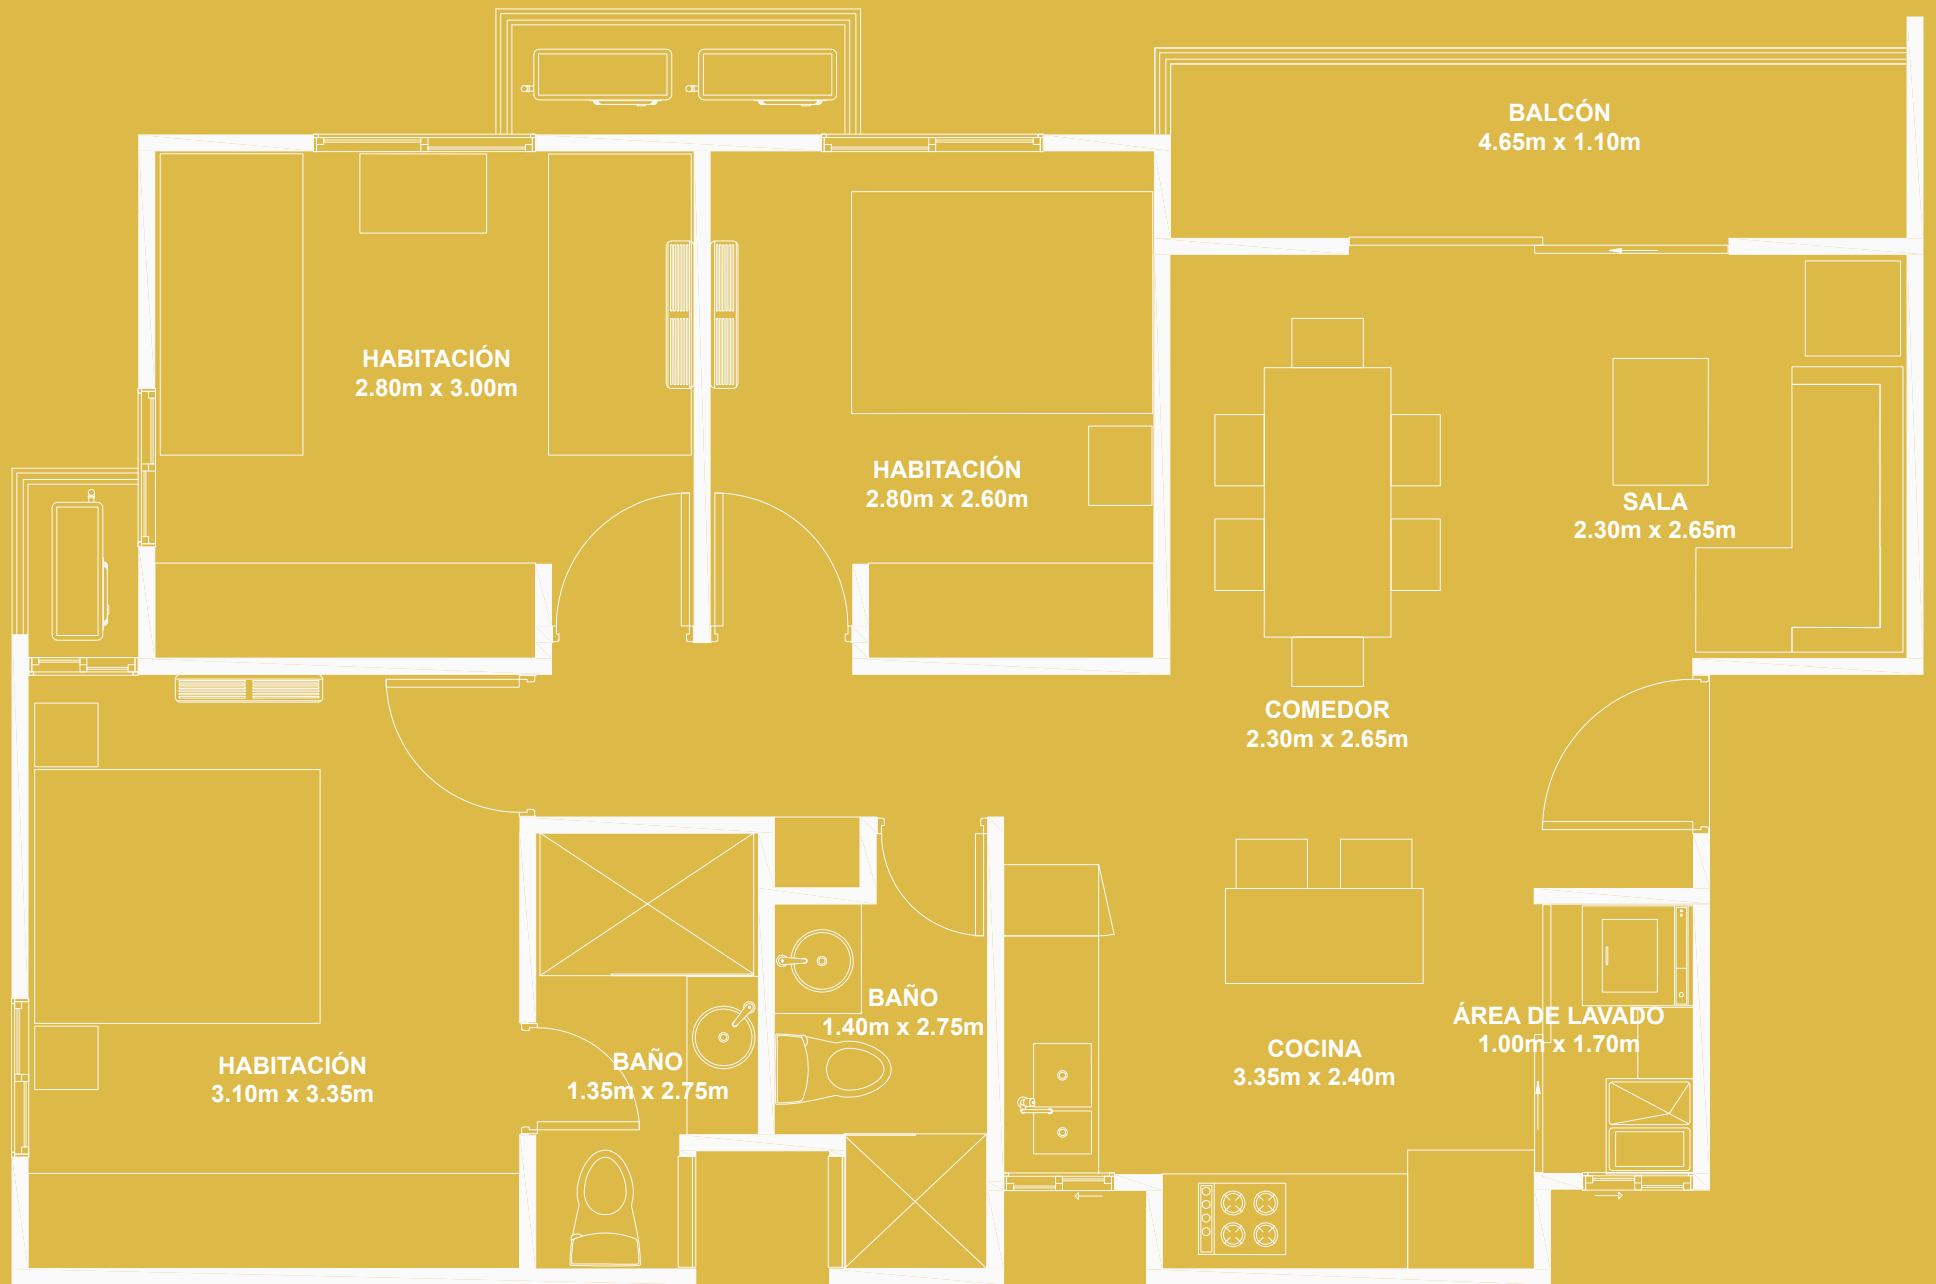 BALCÓN
4.65m x 1.10m
HABITACIÓN
2.80m x 3.00m
HABITACIÓN
2.80m x 2.60m
SALA
2.30m x 2.65m
COMEDOR
2.30m x 2.65m
HABITACIÓN
3.10m x 3.35m
BAÑO
1.35m x 2.75m
BAÑO
1.40m x 2.75m
COCINA
3.35m x 2.40m
ÁREA DE LAVADO
1.00m x 1.70m